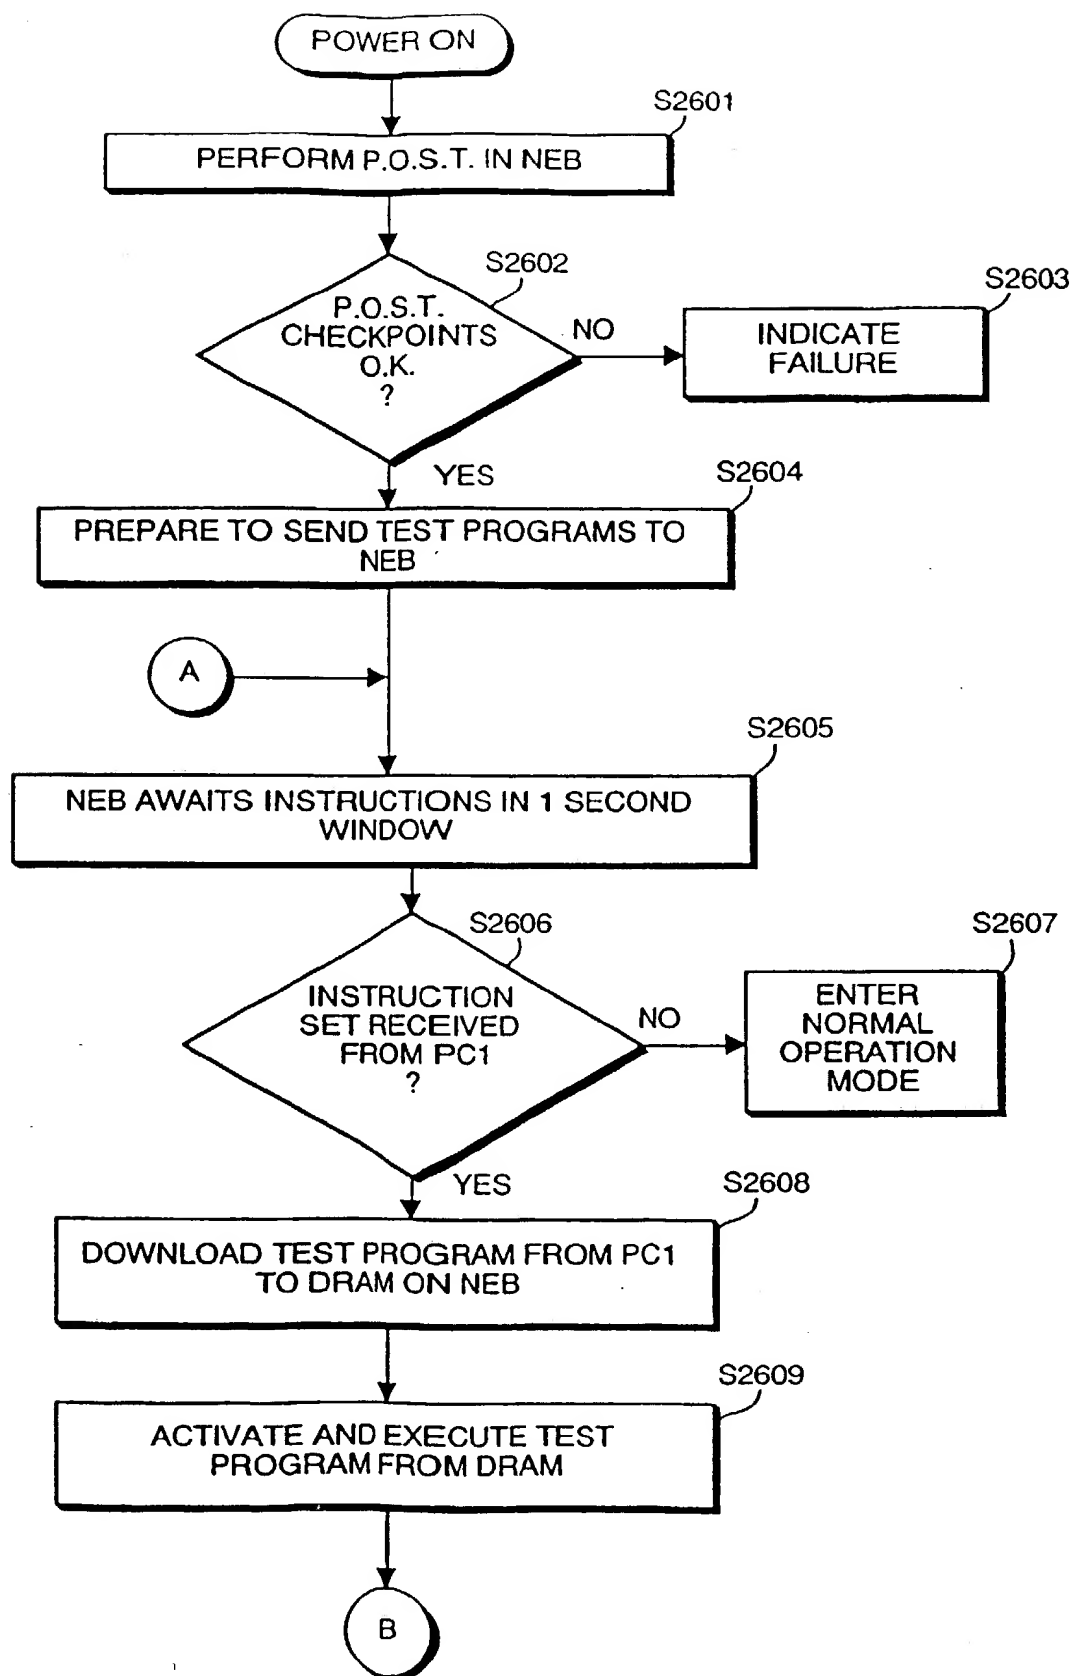 POWER ON
S2601
PERFORM P.O.S.T. IN NEB
S2602
P.O.S.T.
CHECKPOINTS
O.K.
?
NO
S2603
INDICATE
FAILURE
YES
S2604
PREPARE TO SEND TEST PROGRAMS TO
NEB
A
S2605
NEB AWAITS INSTRUCTIONS IN 1 SECOND
WINDOW
S2606
INSTRUCTION
SET RECEIVED
FROM PC1
?
NO
S2607
ENTER
NORMAL
OPERATION
MODE
YES
S2608
DOWNLOAD TEST PROGRAM FROM PC1
TO DRAM ON NEB
S2609
ACTIVATE AND EXECUTE TEST
PROGRAM FROM DRAM
B